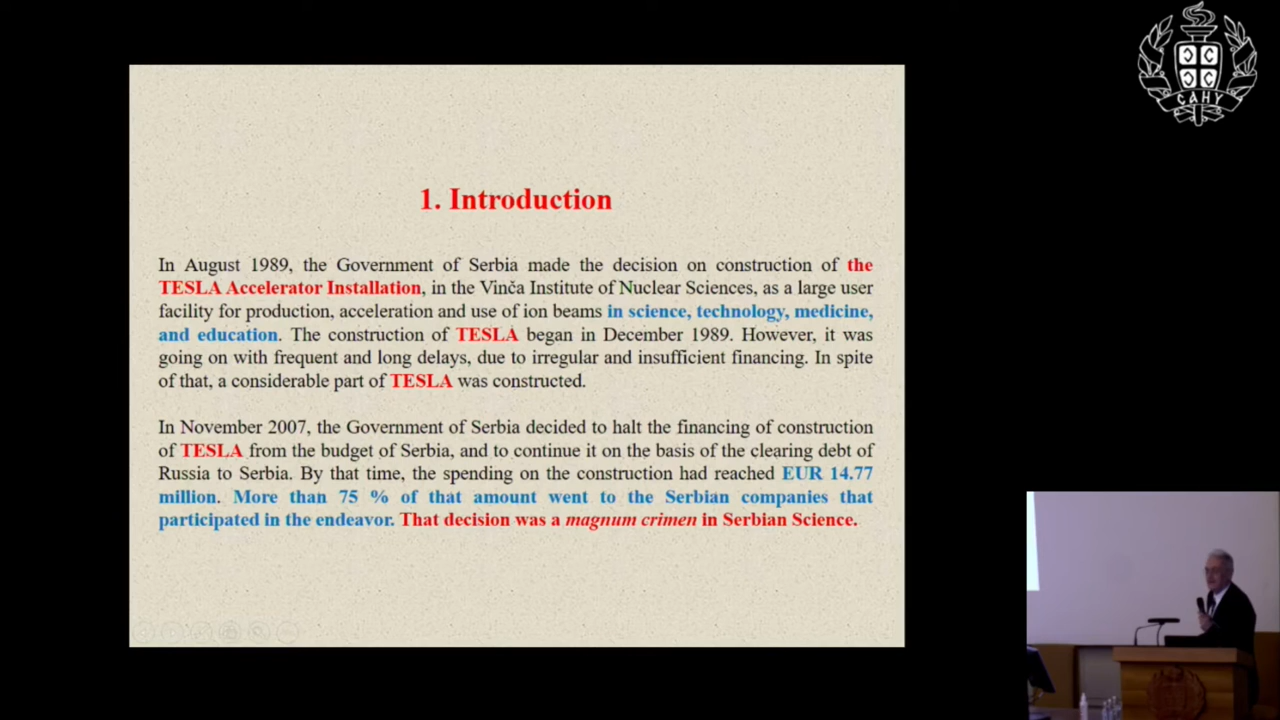 1. Introduction
In August 1989, the Government of Serbia made the decision on construction of the
TESLA Accelerator Installation, in the Vinča Institute of Nuclear Sciences, as a large user
facility for production, acceleration and use of ion beams in science, technology, medicine,
and education. The construction of TESLA began in December 1989. However, it was
going on with frequent and long delays, due to irregular and insufficient financing. In spite
of that, a considerable part of TESLA was constructed.
In November 2007, the Government of Serbia decided to halt the financing of construction
of TESLA from the budget of Serbia, and to continue it on the basis of the clearing debt of
Russia to Serbia. By that time, the spending on the construction had reached EUR 14.77
million. More than 75 % of that amount went to the Serbian companies that
participated in the endeavor. That decision was a magnum crimen in Serbian Science.
САНУ